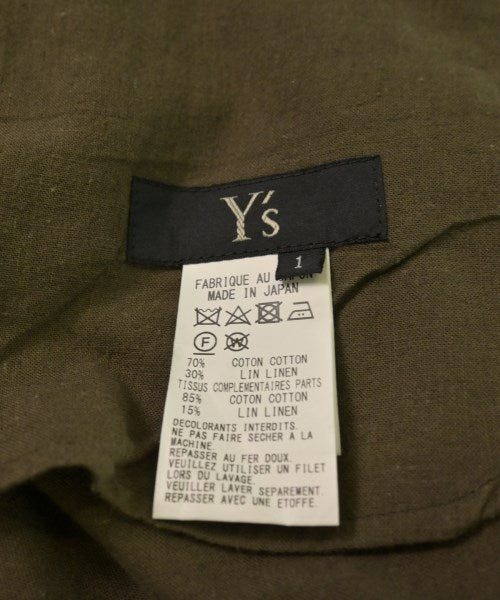 Y's
1
FABRIQUE AU JAPON
MADE IN JAPAN
F
W
70% COTON COTTON
30% LIN LINEN
TISSUS COMPLEMENTAIRES PARTS
85% COTON COTTON
15% LIN LINEN
DECOLORANTS INTERDITS.
NE PAS FAIRE SECHER A LA
MACHINE.
REPASSER AU FER DOUX.
VEUILLEZ UTILISER UN FILET
LORS DU LAVAGE.
VEUILLEZ LAVER SEPAREMENT.
REPASSER AVEC UNE ETOFFE.